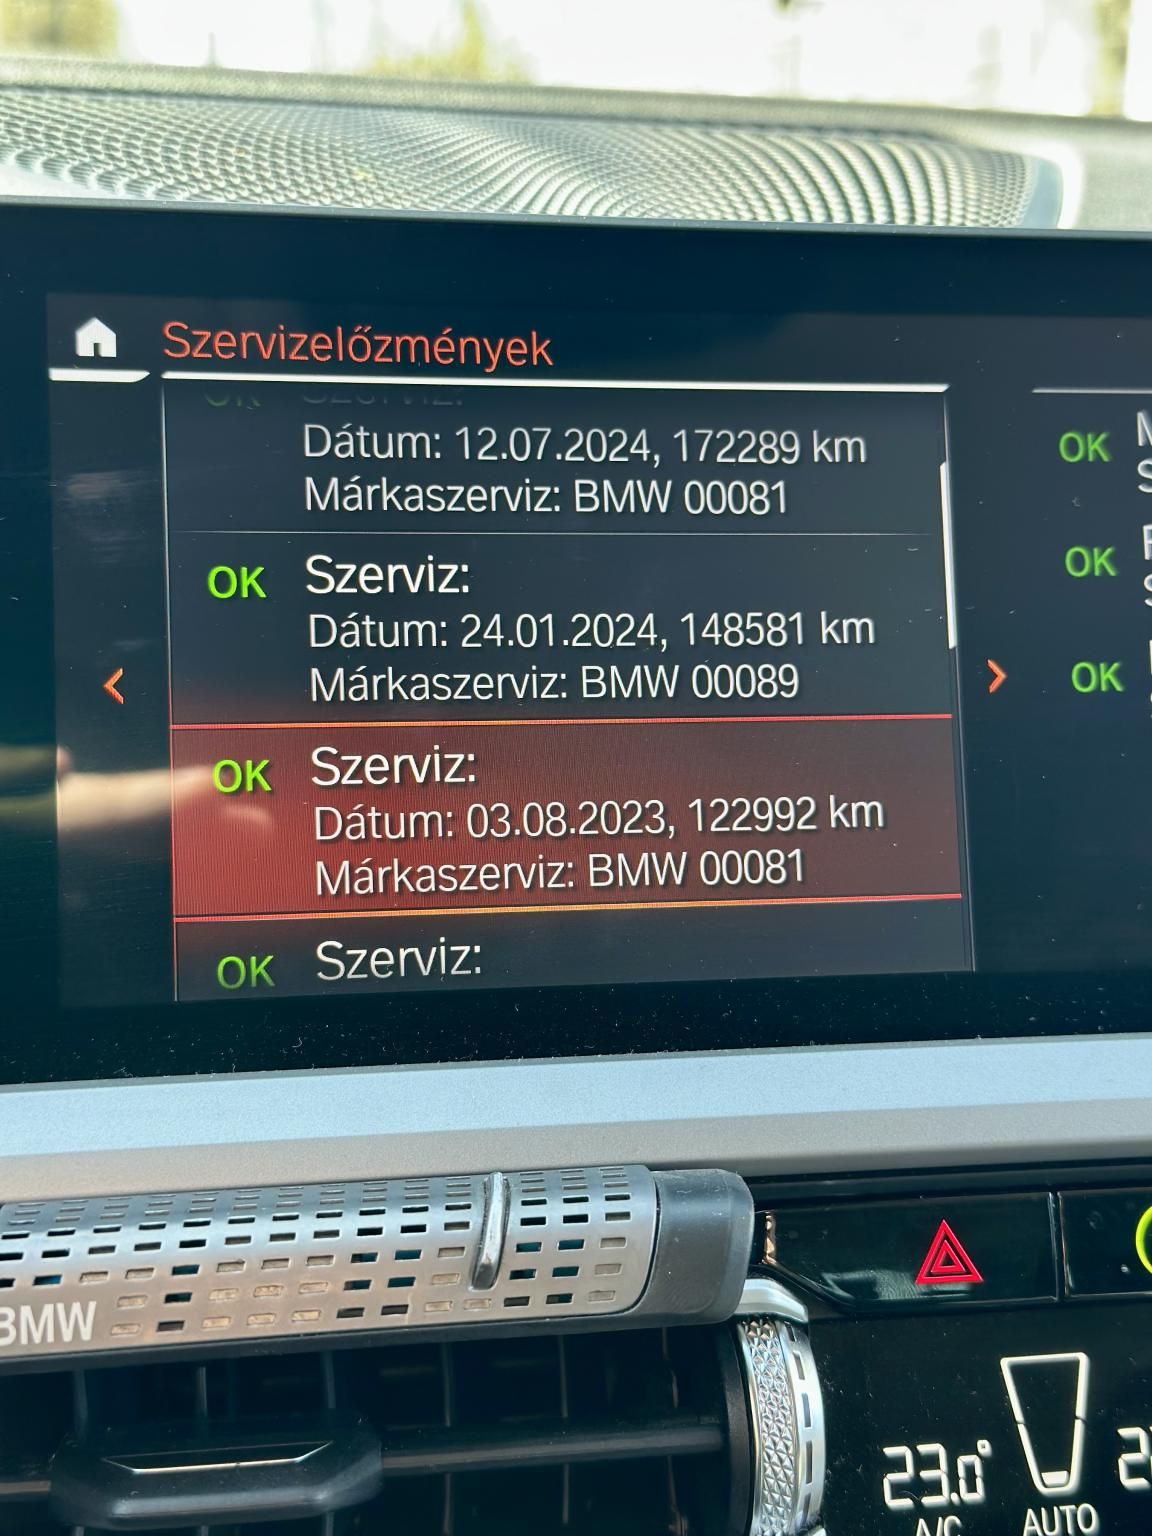 Szervizelőzmények
Dátum: 12.07.2024, 172289 km
Márkaszerviz: BMW 00081
OK Szerviz:
Dátum: 24.01.2024, 148581 km
Márkaszerviz: BMW 00089
OK Szerviz:
Dátum: 03.08.2023, 122992 km
Márkaszerviz: BMW 00081
OK Szerviz:
OK
OK
OK
BMW
23.0°
A/C
AUTO